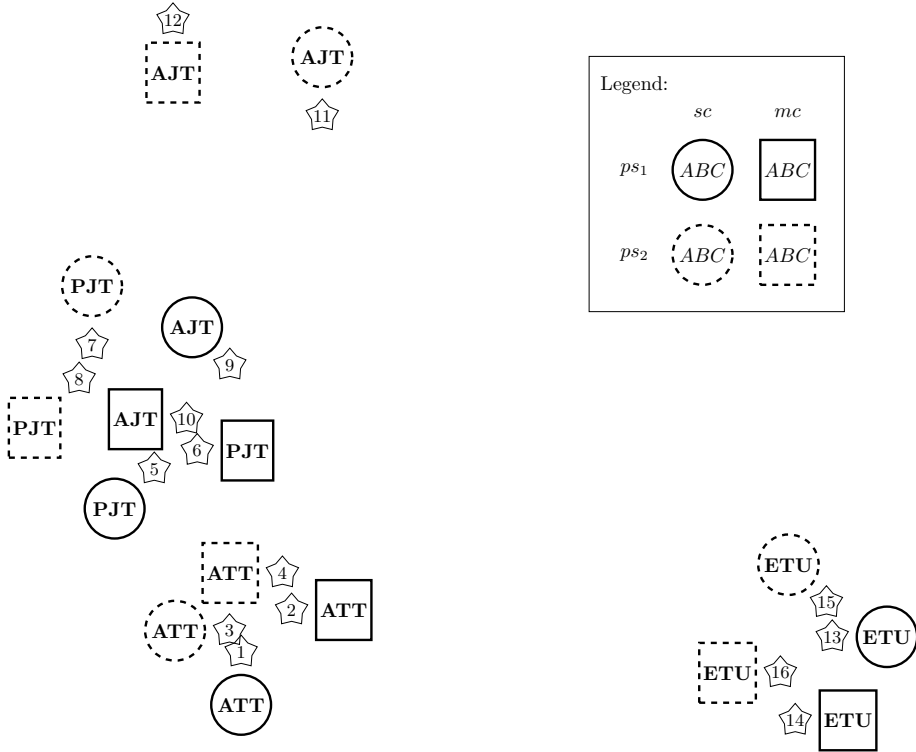 12
AJT
AJT
11
Legend:
sc mc
ps₁ ABC ABC
ps₂ ABC ABC
PJT
AJT
7
9
8
AJT
10
PJT
6
PJT
5
PJT
ATT
4
ETU
2
ATT
15
3
ATT
13
ETU
1
ETU
16
ATT
14
ETU